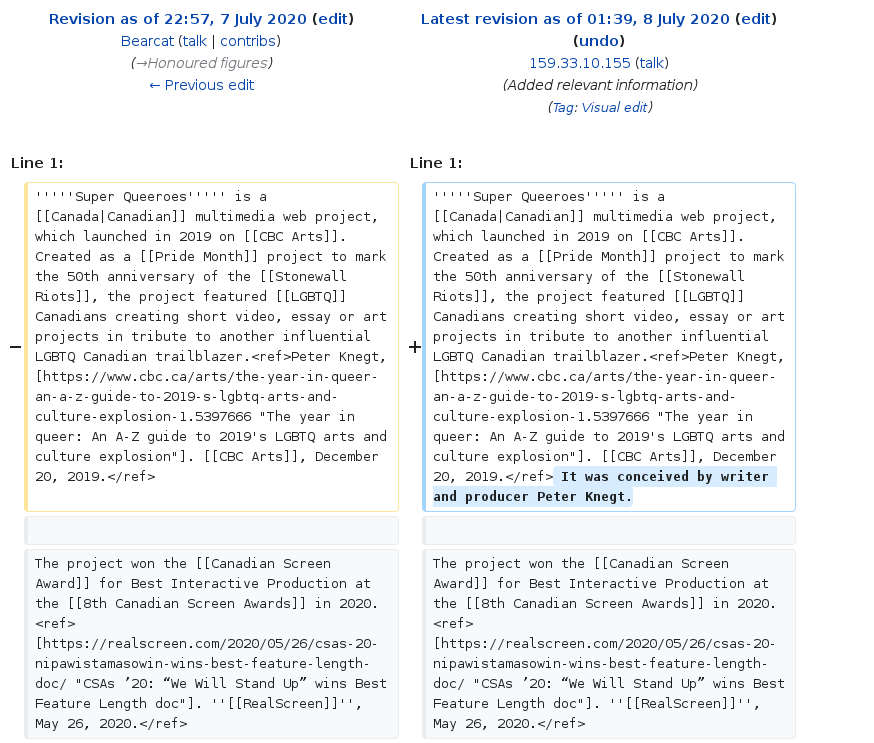 Revision as of 22:57, 7 July 2020 (edit)
Bearcat (talk | contribs)
(→Honoured figures)
← Previous edit
Latest revision as of 01:39, 8 July 2020 (edit)
(undo)
159.33.10.155 (talk)
(Added relevant information)
(Tag: Visual edit)
Line 1:
Line 1:
−
'''''Super Queeroes''''' is a
[[Canada|Canadian]] multimedia web project,
which launched in 2019 on [[CBC Arts]].
Created as a [[Pride Month]] project to mark
the 50th anniversary of the [[Stonewall
Riots]], the project featured [[LGBTQ]]
Canadians creating short video, essay or art
projects in tribute to another influential
LGBTQ Canadian trailblazer.<ref>Peter Knegt,
[https://www.cbc.ca/arts/the-year-in-queer-
an-a-z-guide-to-2019-s-lgbtq-arts-and-
culture-explosion-1.5397666 "The year in
queer: An A-Z guide to 2019's LGBTQ arts and
culture explosion"]. [[CBC Arts]], December
20, 2019.</ref>
+
'''''Super Queeroes''''' is a
[[Canada|Canadian]] multimedia web project,
which launched in 2019 on [[CBC Arts]].
Created as a [[Pride Month]] project to mark
the 50th anniversary of the [[Stonewall
Riots]], the project featured [[LGBTQ]]
Canadians creating short video, essay or art
projects in tribute to another influential
LGBTQ Canadian trailblazer.<ref>Peter Knegt,
[https://www.cbc.ca/arts/the-year-in-queer-
an-a-z-guide-to-2019-s-lgbtq-arts-and-
culture-explosion-1.5397666 "The year in
queer: An A-Z guide to 2019's LGBTQ arts and
culture explosion"]. [[CBC Arts]], December
20, 2019.</ref> It was conceived by writer
and producer Peter Knegt.
The project won the [[Canadian Screen
Award]] for Best Interactive Production at
the [[8th Canadian Screen Awards]] in 2020.
<ref>
[https://realscreen.com/2020/05/26/csas-20-
nipawistamasowin-wins-best-feature-length-
doc/ "CSAs ’20: “We Will Stand Up” wins Best
Feature Length doc"]. ''[[RealScreen]]'',
May 26, 2020.</ref>
The project won the [[Canadian Screen
Award]] for Best Interactive Production at
the [[8th Canadian Screen Awards]] in 2020.
<ref>
[https://realscreen.com/2020/05/26/csas-20-
nipawistamasowin-wins-best-feature-length-
doc/ "CSAs ’20: “We Will Stand Up” wins Best
Feature Length doc"]. ''[[RealScreen]]'',
May 26, 2020.</ref>